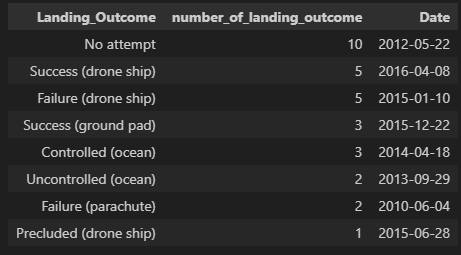 Landing_Outcome number_of_landing_outcome Date
No attempt 10 2012-05-22
Success (drone ship) 5 2016-04-08
Failure (drone ship) 5 2015-01-10
Success (ground pad) 3 2015-12-22
Controlled (ocean) 3 2014-04-18
Uncontrolled (ocean) 2 2013-09-29
Failure (parachute) 2 2010-06-04
Precluded (drone ship) 1 2015-06-28